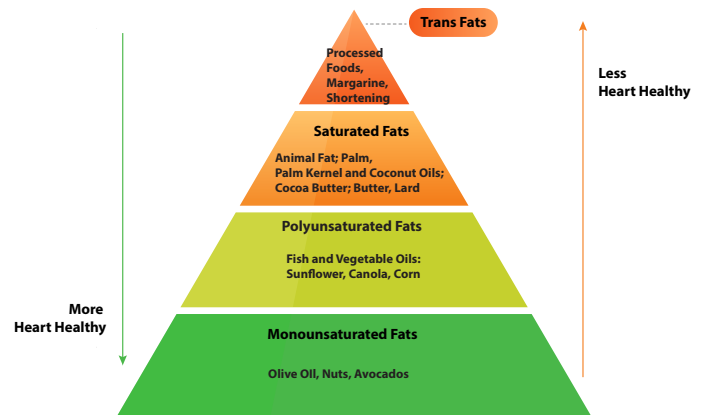 Trans Fats
Processed
Foods,
Margarine,
Shortening
Less
Heart Healthy
Saturated Fats
Animal Fat; Palm,
Palm Kernel and Coconut Oils;
Cocoa Butter; Butter, Lard
Polyunsaturated Fats
Fish and Vegetable Oils:
Sunflower, Canola, Corn
More
Heart Healthy
Monounsaturated Fats
Olive OIl, Nuts, Avocados